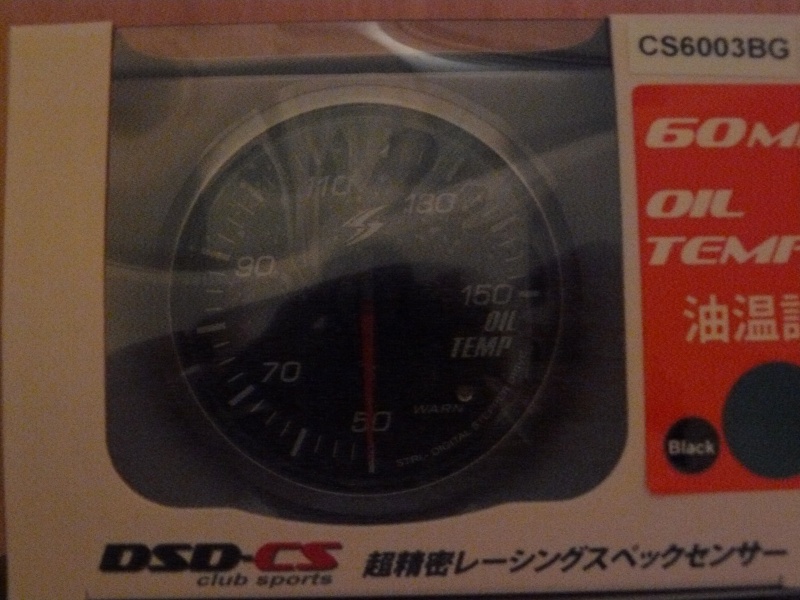 CS6003BG
60M
OIL
TEMP
油温計
Black
110
130
90
150
OIL
TEMP
70
WARN
50
DSD-CS
club sports
超精密レーシングスペックセンサー